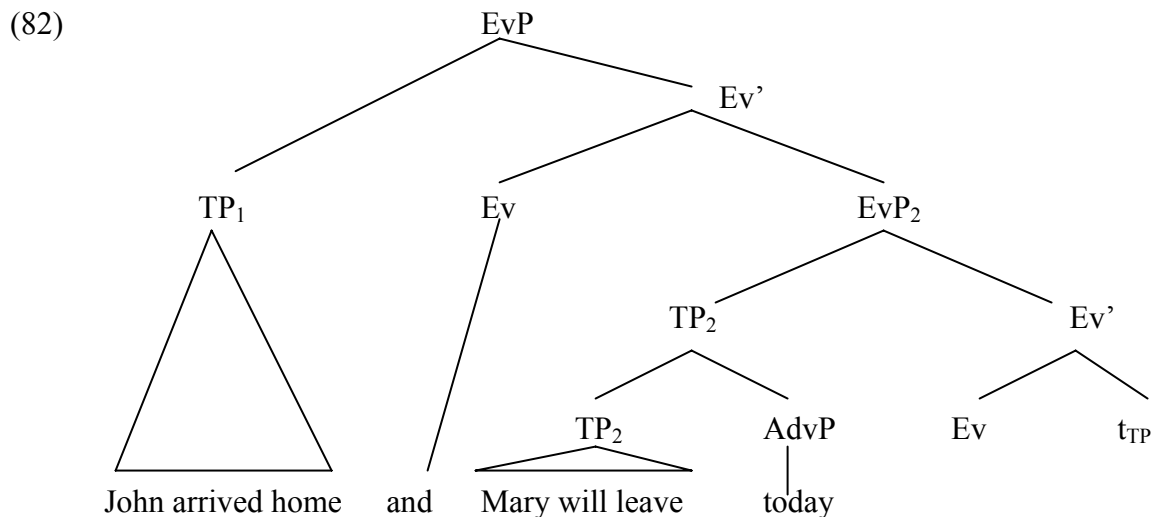 (82) EvP
Ev’
TP₁ Ev EvP₂
TP₂ Ev’
TP₂ AdvP Ev t_TP
John arrived home and Mary will leave today